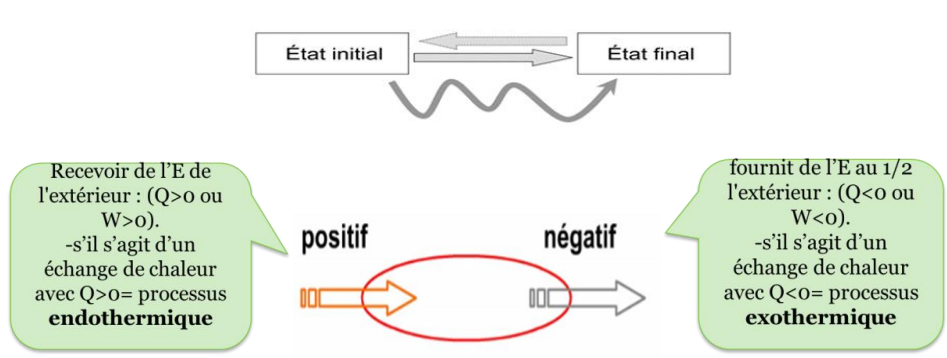 État initial
État final
Recevoir de l'E de
l'extérieur : (Q>0 ou
W>0).
-s'il s'agit d'un
échange de chaleur
avec Q>0= processus
endothermique
positif
négatif
fournit de l'E au 1/2
l'extérieur : (Q<0 ou
W<0).
-s'il s'agit d'un
échange de chaleur
avec Q<0= processus
exothermique